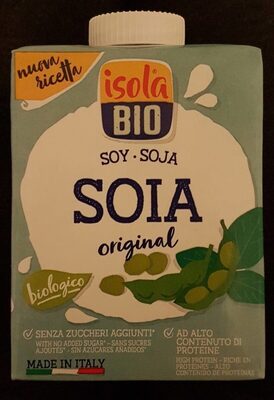 nuova
ricetta
isola
BIO
SOY · SOJA
SOIA
original
biologico
SENZA ZUCCHERI AGGIUNTI*
WITH NO ADDED SUGAR* - SANS SUCRES
AJOUTÉS* - SIN AZÚCARES AÑADIDOS*
AD ALTO
CONTENUTO DI
PROTEINE
HIGH PROTEIN - RICHE EN
PROTÉINES - ALTO
CONTENIDO DE PROTEÍNAS
MADE IN ITALY